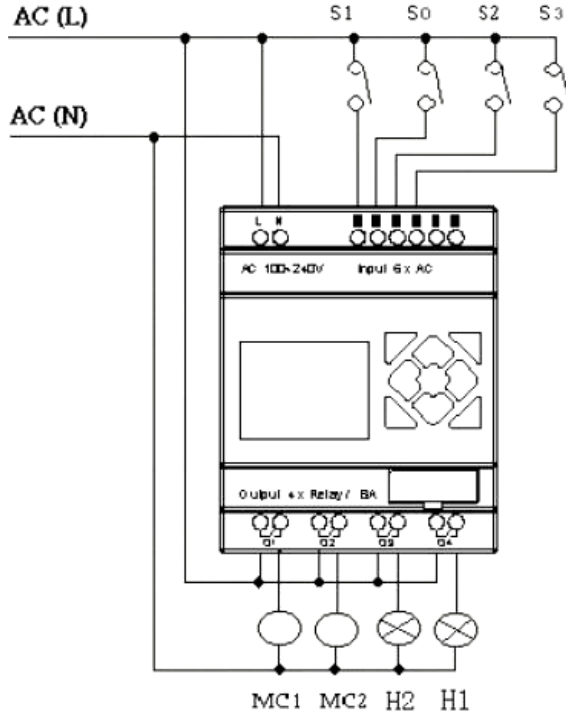 AC (L)
S1 S0 S2 S3
AC (N)
L N
AC 100~240V Input 6 x AC
Output 4 x Relay / 8A
Q1 Q2 Q3 Q4
MC1 MC2 H2 H1